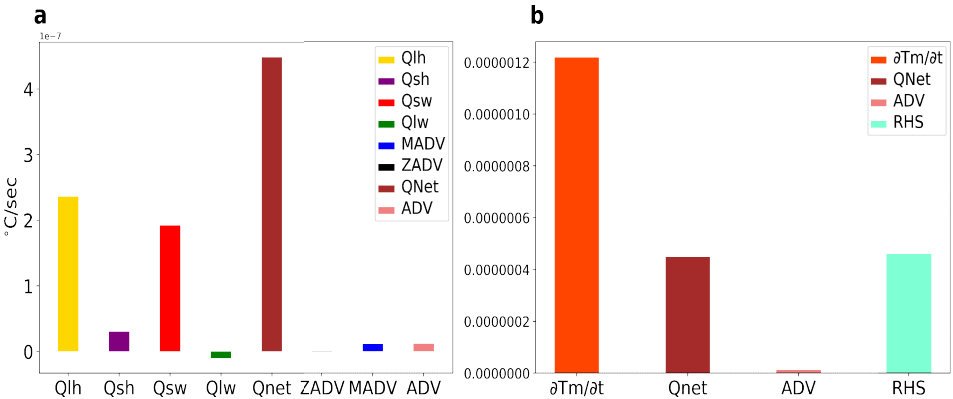 a
1e-7
°C/sec
4
3
2
1
0
Qlh
Qsh
Qsw
Qlw
MADV
ZADV
QNet
ADV
Qlh Qsh Qsw Qlw Qnet ZADV MADV ADV
b
0.0000012
0.0000010
0.0000008
0.0000006
0.0000004
0.0000002
0.0000000
∂Tm/∂t
QNet
ADV
RHS
∂Tm/∂t Qnet ADV RHS